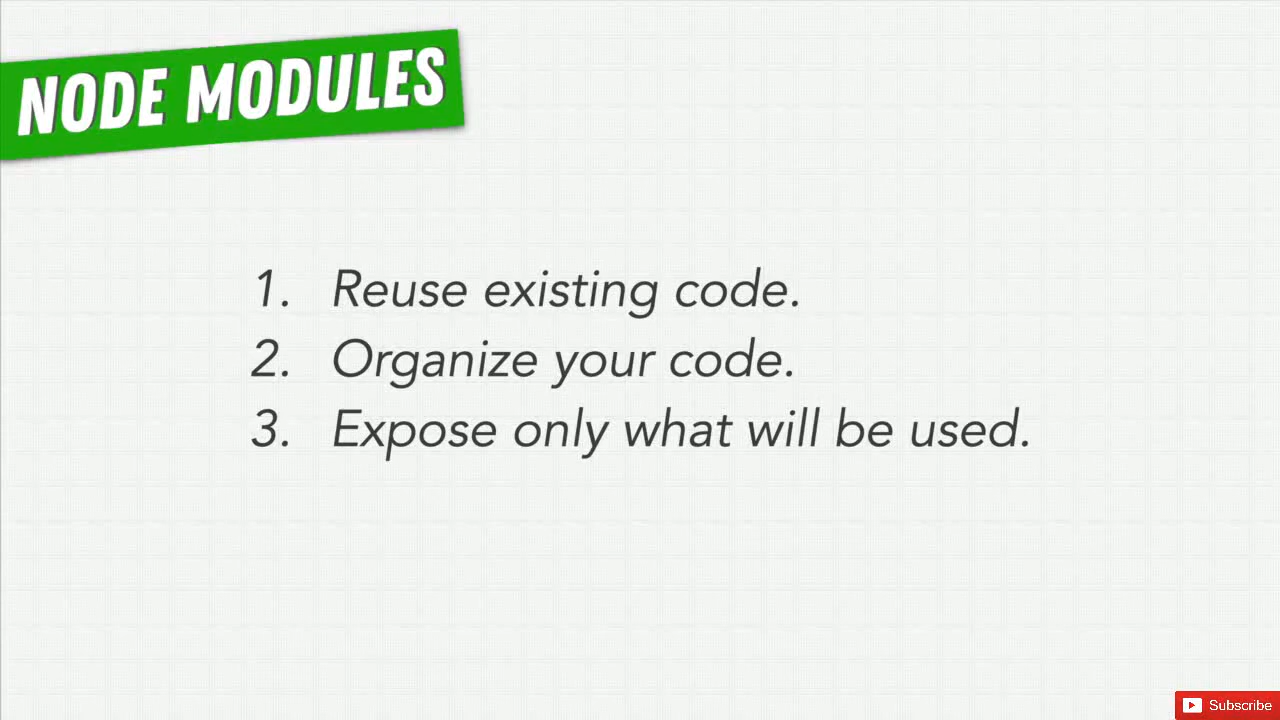 NODE MODULES
1. Reuse existing code.
2. Organize your code.
3. Expose only what will be used.
Subscribe